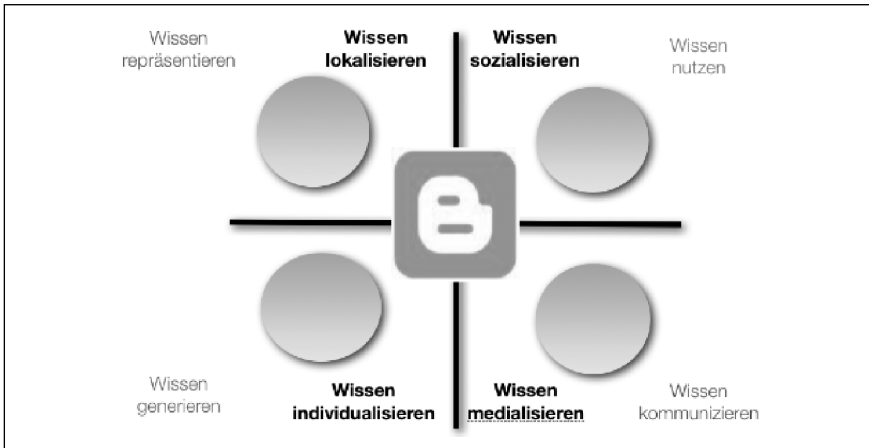 Wissen
repräsentieren
Wissen
lokalisieren
Wissen
sozialisieren
Wissen
nutzen
Wissen
generieren
Wissen
individualisieren
Wissen
medialisieren
Wissen
kommunizieren